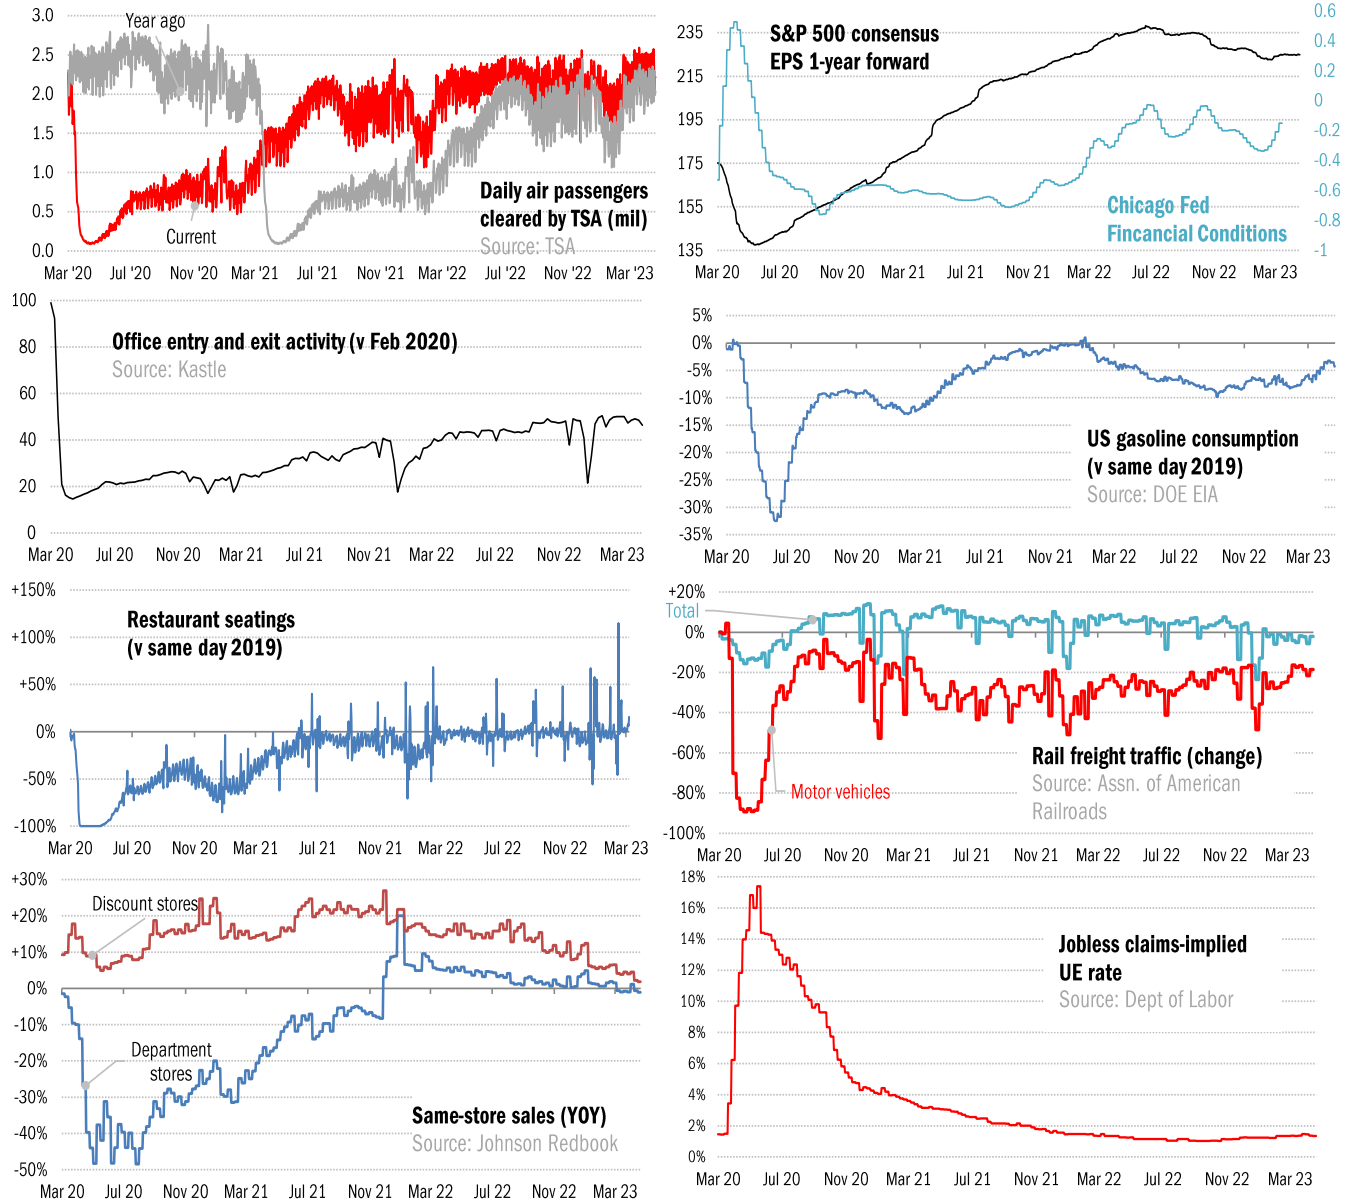 3.0
2.5
2.0
1.5
1.0
0.5
0.0
Year ago
Current
Daily air passengers
cleared by TSA (mil)
Source: TSA
Mar '20 Jul '20 Nov '20 Mar '21 Jul '21 Nov '21 Mar '22 Jul '22 Nov '22 Mar '23
235
215
195
175
155
135
S&P 500 consensus
EPS 1-year forward
0.6
0.4
0.2
0
-0.2
-0.4
-0.6
-0.8
-1
Chicago Fed
Fincancial Conditions
Mar 20 Jul 20 Nov 20 Mar 21 Jul 21 Nov 21 Mar 22 Jul 22 Nov 22 Mar 23
100
80
60
40
20
0
Office entry and exit activity (v Feb 2020)
Source: Kastle
Mar 20 Jul 20 Nov 20 Mar 21 Jul 21 Nov 21 Mar 22 Jul 22 Nov 22 Mar 23
5%
0%
-5%
-10%
-15%
-20%
-25%
-30%
-35%
US gasoline consumption
(v same day 2019)
Source: DOE EIA
Mar 20 Jul 20 Nov 20 Mar 21 Jul 21 Nov 21 Mar 22 Jul 22 Nov 22 Mar 23
+150%
+100%
+50%
0%
-50%
-100%
Restaurant seatings
(v same day 2019)
Mar 20 Jul 20 Nov 20 Mar 21 Jul 21 Nov 21 Mar 22 Jul 22 Nov 22 Mar 23
+20%
0%
-20%
-40%
-60%
-80%
-100%
Total
Motor vehicles
Rail freight traffic (change)
Source: Assn. of American
Railroads
Mar 20 Jul 20 Nov 20 Mar 21 Jul 21 Nov 21 Mar 22 Jul 22 Nov 22 Mar 23
+30%
+20%
+10%
0%
-10%
-20%
-30%
-40%
-50%
Discount stores
Department
stores
Same-store sales (YOY)
Source: Johnson Redbook
Mar 20 Jul 20 Nov 20 Mar 21 Jul 21 Nov 21 Mar 22 Jul 22 Nov 22 Mar 23
18%
16%
14%
12%
10%
8%
6%
4%
2%
0%
Jobless claims-implied
UE rate
Source: Dept of Labor
Mar 20 Jul 20 Nov 20 Mar 21 Jul 21 Nov 21 Mar 22 Jul 22 Nov 22 Mar 23